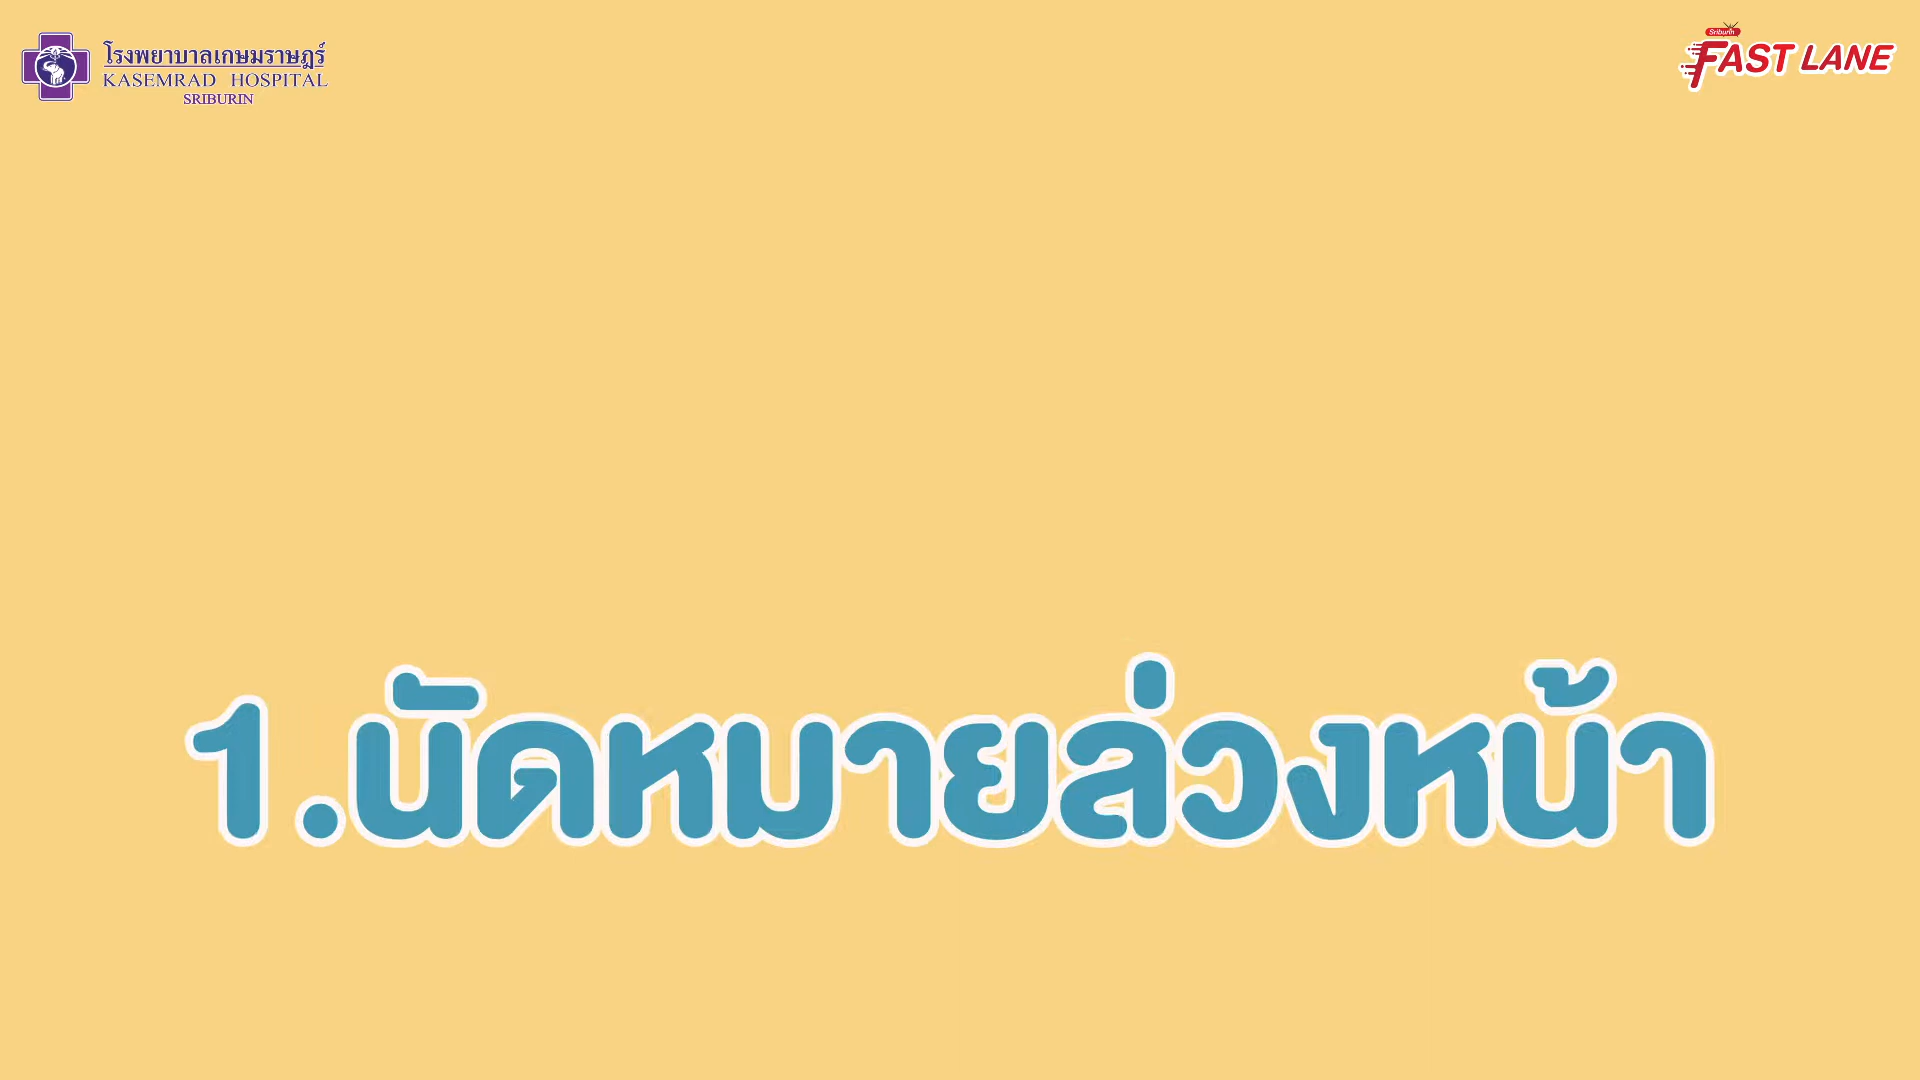 โรงพยาบาลเกษมราษฎร์
KASEMRAD HOSPITAL
SRIBURIN
Sriburin
FAST LANE
1.นัดหมายล่วงหน้า